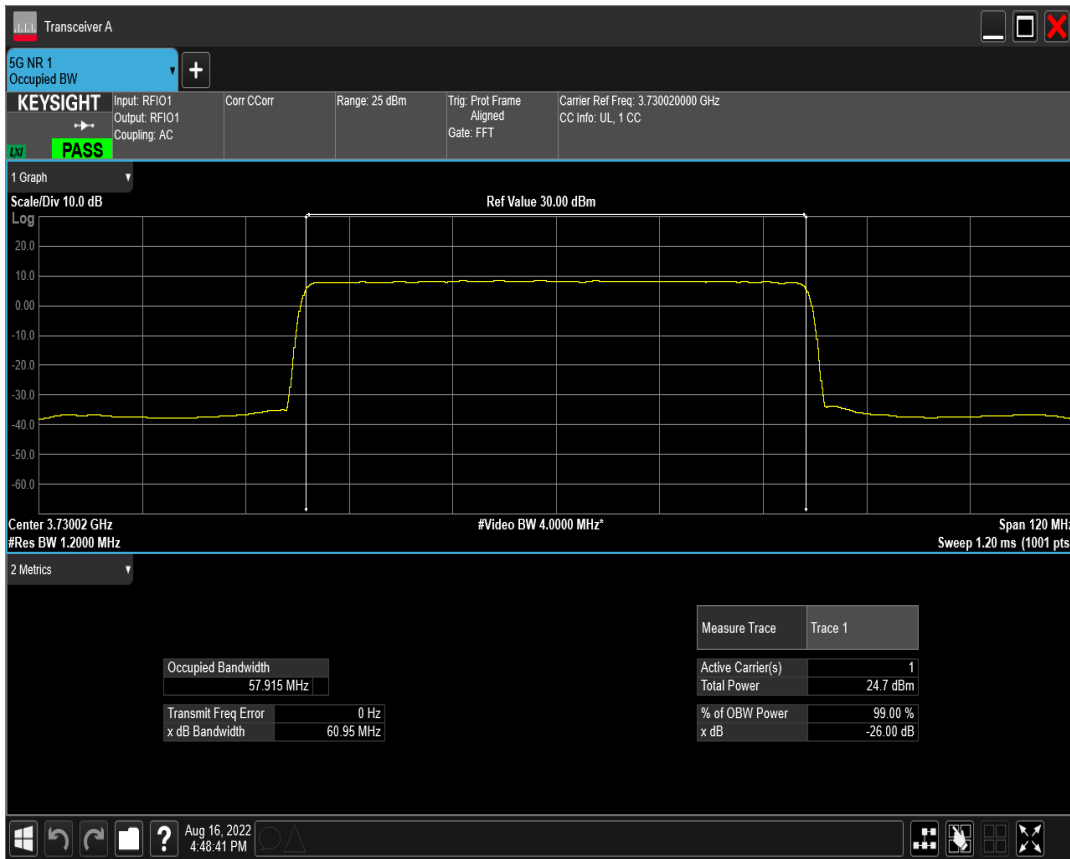 Transceiver A
5G NR 1
Occupied BW
KEYSIGHT
LXI
PASS
Input: RFIO1
Output: RFIO1
Coupling: AC
Corr CCorr
Range: 25 dBm
Trig: Prot Frame
Aligned
Gate: FFT
Carrier Ref Freq: 3.730020000 GHz
CC Info: UL, 1 CC
1 Graph
Scale/Div 10.0 dB
Ref Value 30.00 dBm
Log
20.0
10.0
0.00
-10.0
-20.0
-30.0
-40.0
-50.0
-60.0
Center 3.73002 GHz
#Video BW 4.0000 MHz*
Span 120 MHz
#Res BW 1.2000 MHz
Sweep 1.20 ms (1001 pts
2 Metrics
Measure Trace Trace 1
Occupied Bandwidth
57.915 MHz
Active Carrier(s) 1
Total Power 24.7 dBm
Transmit Freq Error 0 Hz
x dB Bandwidth 60.95 MHz
% of OBW Power 99.00 %
x dB -26.00 dB
?
Aug 16, 2022
4:48:41 PM